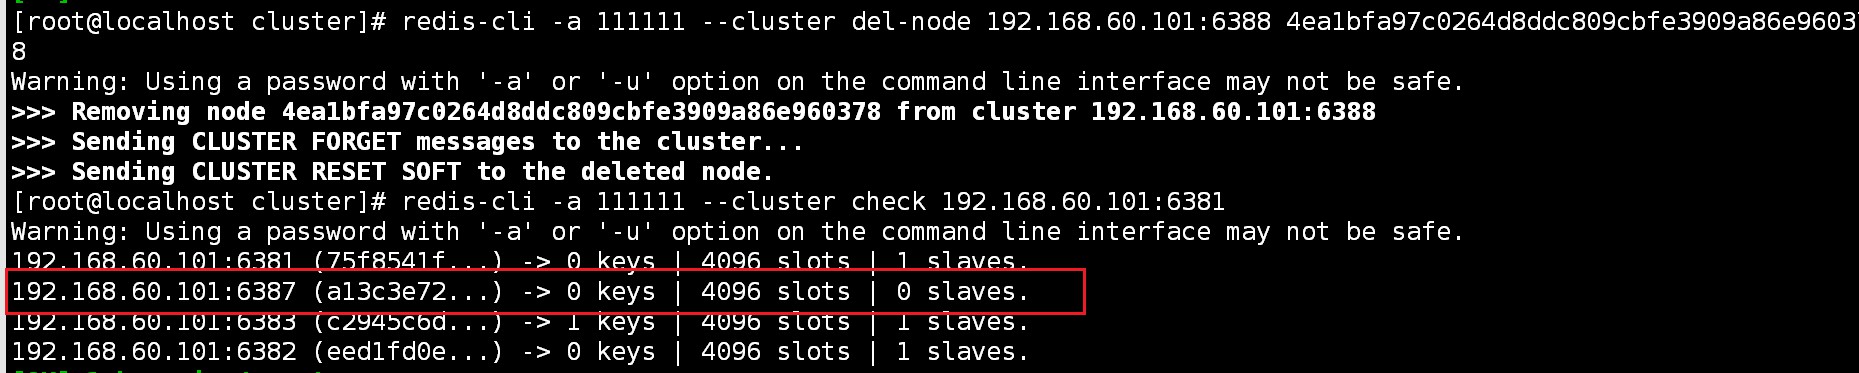 [root@localhost cluster]# redis-cli -a 111111 --cluster del-node 192.168.60.101:6388 4ea1bfa97c0264d8ddc809cbfe3909a86e96037
8
Warning: Using a password with '-a' or '-u' option on the command line interface may not be safe.
>>> Removing node 4ea1bfa97c0264d8ddc809cbfe3909a86e960378 from cluster 192.168.60.101:6388
>>> Sending CLUSTER FORGET messages to the cluster...
>>> Sending CLUSTER RESET SOFT to the deleted node.
[root@localhost cluster]# redis-cli -a 111111 --cluster check 192.168.60.101:6381
Warning: Using a password with '-a' or '-u' option on the command line interface may not be safe.
192.168.60.101:6381 (75f8541f...) -> 0 keys | 4096 slots | 1 slaves.
192.168.60.101:6387 (a13c3e72...) -> 0 keys | 4096 slots | 0 slaves.
192.168.60.101:6383 (c2945c6d...) -> 1 keys | 4096 slots | 1 slaves.
192.168.60.101:6382 (eed1fd0e...) -> 0 keys | 4096 slots | 1 slaves.